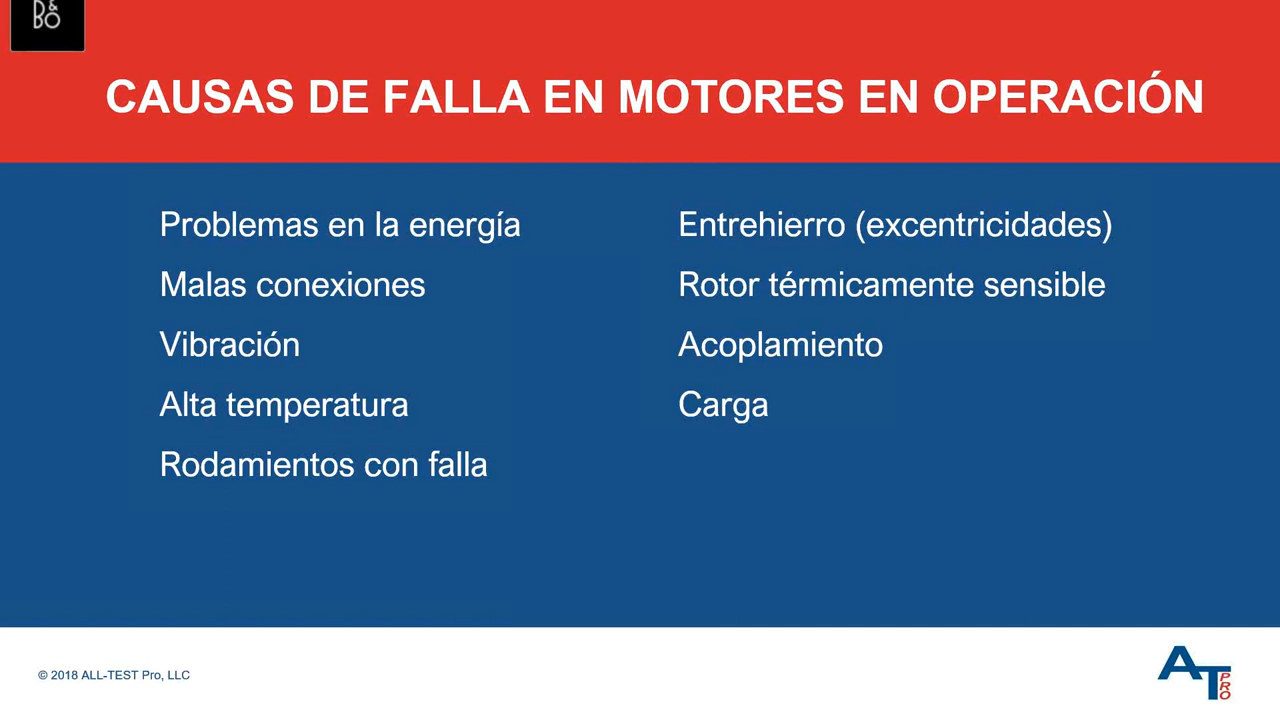 B&
BO
CAUSAS DE FALLA EN MOTORES EN OPERACIÓN
Problemas en la energía
Malas conexiones
Vibración
Alta temperatura
Rodamientos con falla
Entrehierro (excentricidades)
Rotor térmicamente sensible
Acoplamiento
Carga
© 2018 ALL-TEST Pro, LLC
AT
PRO